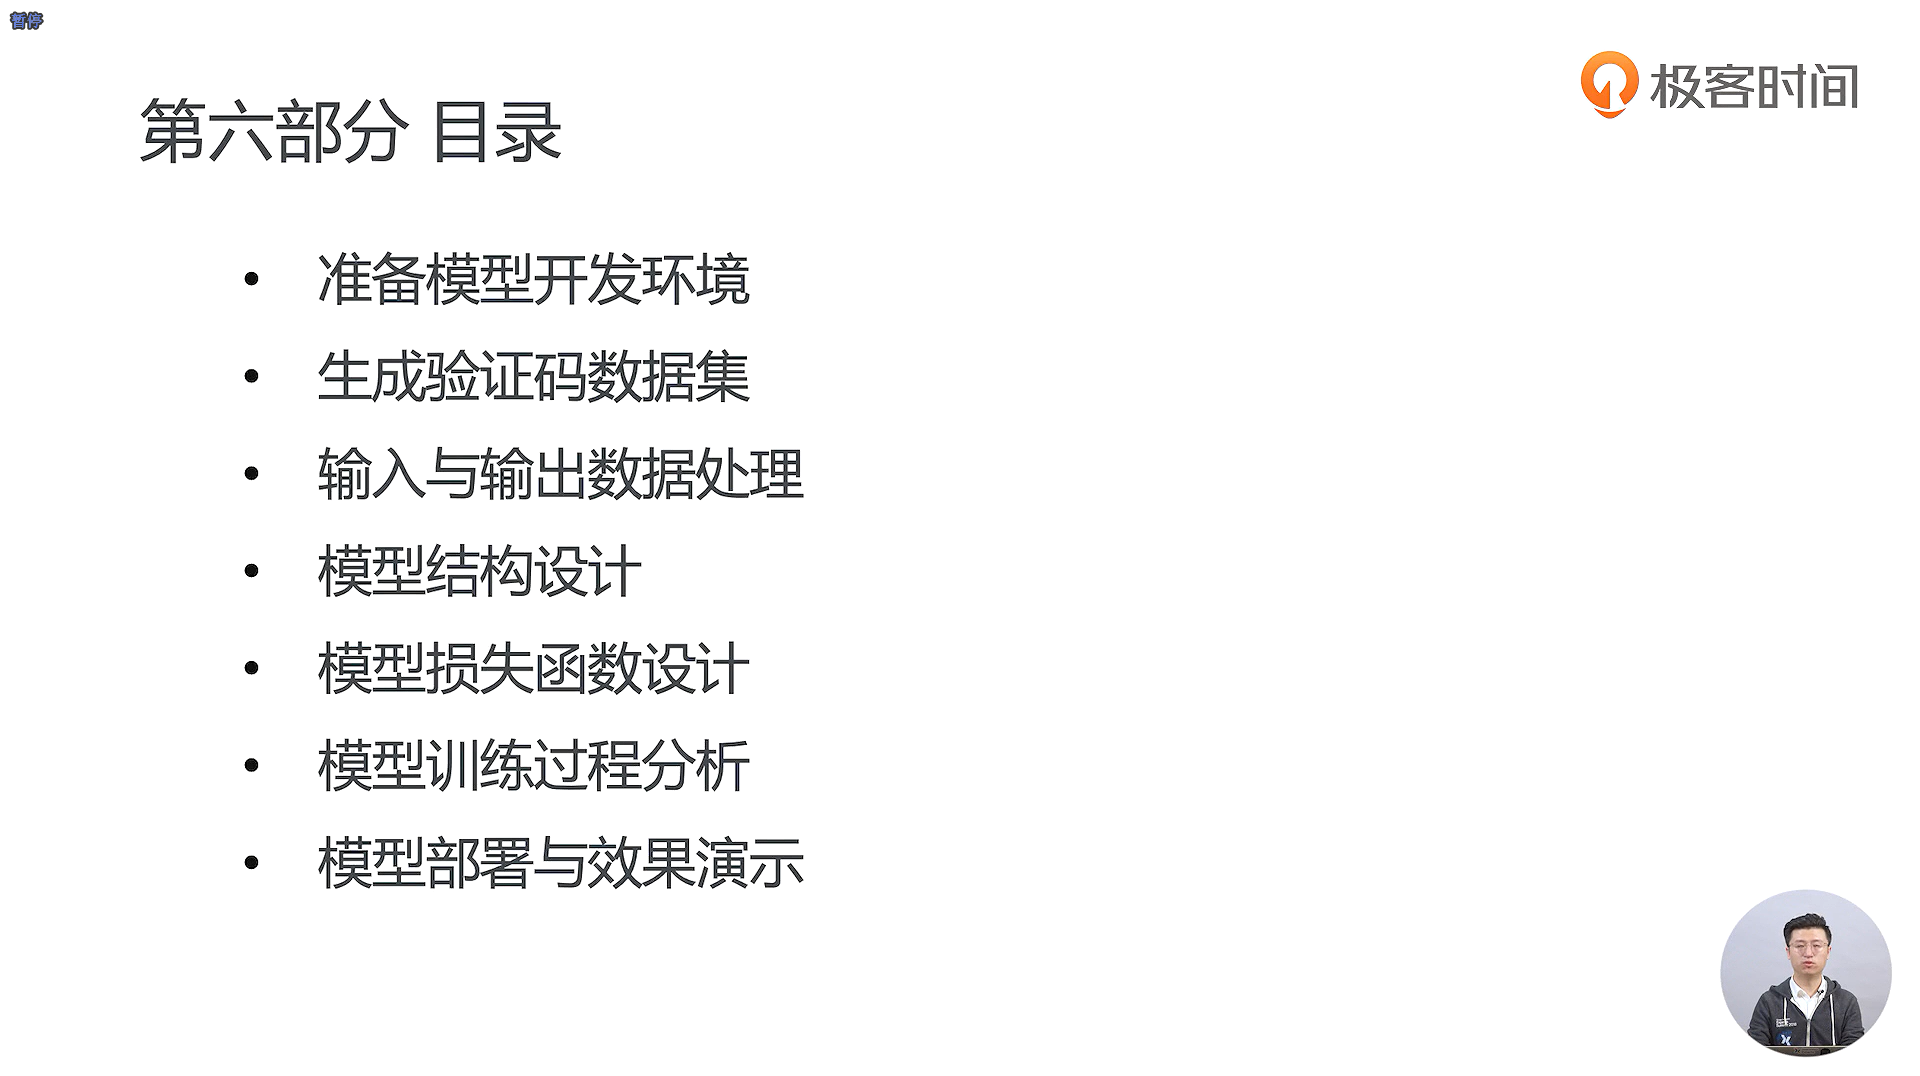 暂停
极客时间
第六部分 目录
• 准备模型开发环境
• 生成验证码数据集
• 输入与输出数据处理
• 模型结构设计
• 模型损失函数设计
• 模型训练过程分析
• 模型部署与效果演示